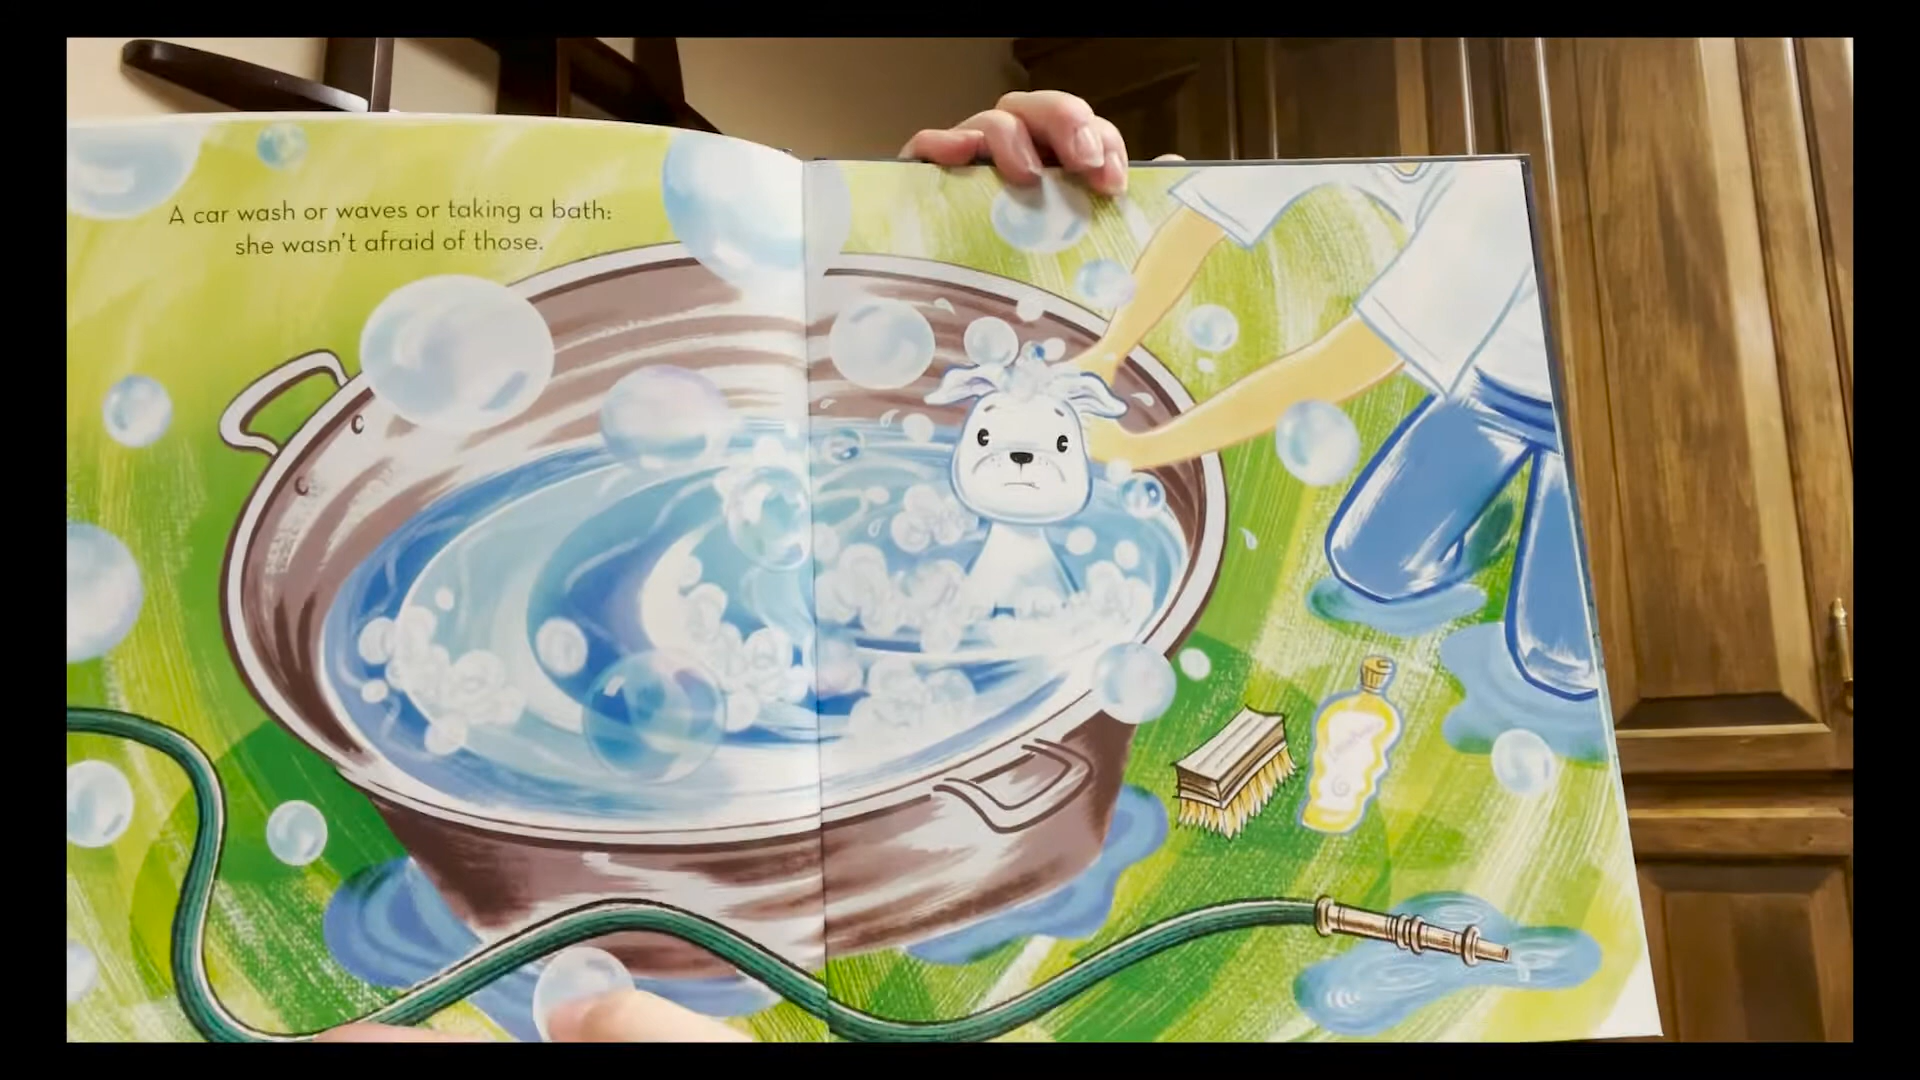 A car wash or waves or taking a bath:
she wasn't afraid of those.